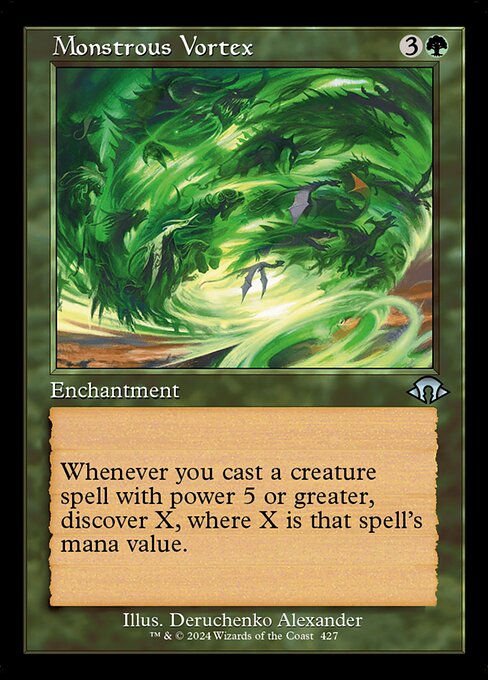 Monstrous Vortex 3
Enchantment
Whenever you cast a creature
spell with power 5 or greater,
discover X, where X is that spell's
mana value.
Illus. Deruchenko Alexander
™ & © 2024 Wizards of the Coast 427